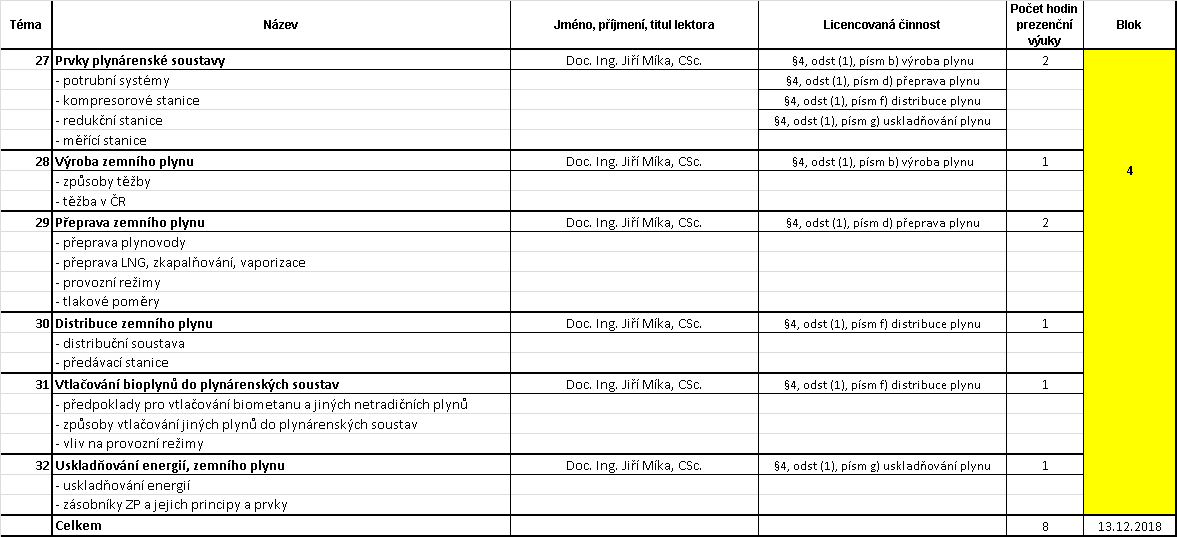 Téma Název Jméno, příjmení, titul lektora Licencovaná činnost Počet hodin prezenční výuky Blok
27 Prvky plynárenské soustavy Doc. Ing. Jiří Míka, CSc. §4, odst (1), písm b) výroba plynu 2
- potrubní systémy §4, odst (1), písm d) přeprava plynu
- kompresorové stanice §4, odst (1), písm f) distribuce plynu
- redukční stanice §4, odst (1), písm g) uskladňování plynu
- měřící stanice
28 Výroba zemního plynu Doc. Ing. Jiří Míka, CSc. §4, odst (1), písm b) výroba plynu 1
4
- způsoby těžby
- těžba v ČR
29 Přeprava zemního plynu Doc. Ing. Jiří Míka, CSc. §4, odst (1), písm d) přeprava plynu 2
- přeprava plynovody
- přeprava LNG, zkapalňování, vaporizace
- provozní režimy
- tlakové poměry
30 Distribuce zemního plynu Doc. Ing. Jiří Míka, CSc. §4, odst (1), písm f) distribuce plynu 1
- distribuční soustava
- předávací stanice
31 Vtlačování bioplynů do plynárenských soustav Doc. Ing. Jiří Míka, CSc. §4, odst (1), písm f) distribuce plynu 1
- předpoklady pro vtlačování biometanu a jiných netradičních plynů
- způsoby vtlačování jiných plynů do plynárenských soustav
- vliv na provozní režimy
32 Uskladňování energií, zemního plynu Doc. Ing. Jiří Míka, CSc. §4, odst (1), písm g) uskladňování plynu 1
- uskladňování energií
- zásobníky ZP a jejich principy a prvky
Celkem 8 13.12.2018